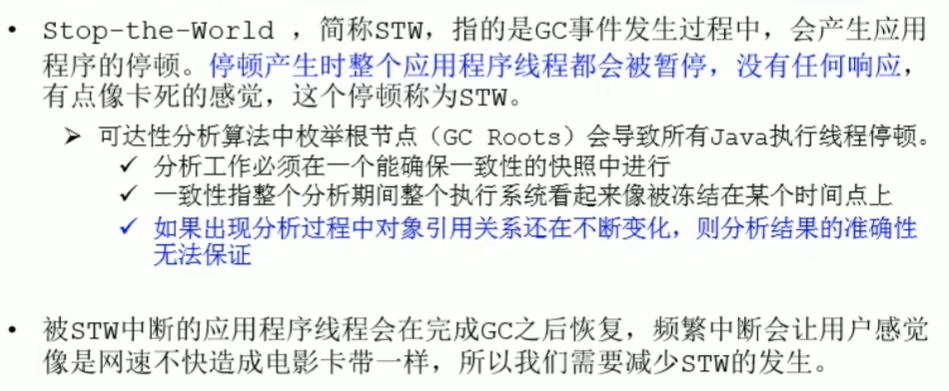 • Stop-the-World ，简称STW，指的是GC事件发生过程中，会产生应用
程序的停顿。停顿产生时整个应用程序线程都会被暂停，没有任何响应，
有点像卡死的感觉，这个停顿称为STW。
➢ 可达性分析算法中枚举根节点（GC Roots）会导致所有Java执行线程停顿。
✓ 分析工作必须在一个能确保一致性的快照中进行
✓ 一致性指整个分析期间整个执行系统看起来像被冻结在某个时间点上
✓ 如果出现分析过程中对象引用关系还在不断变化，则分析结果的准确性
无法保证
• 被STW中断的应用程序线程会在完成GC之后恢复，频繁中断会让用户感觉
像是网速不快造成电影卡带一样，所以我们需要减少STW的发生。